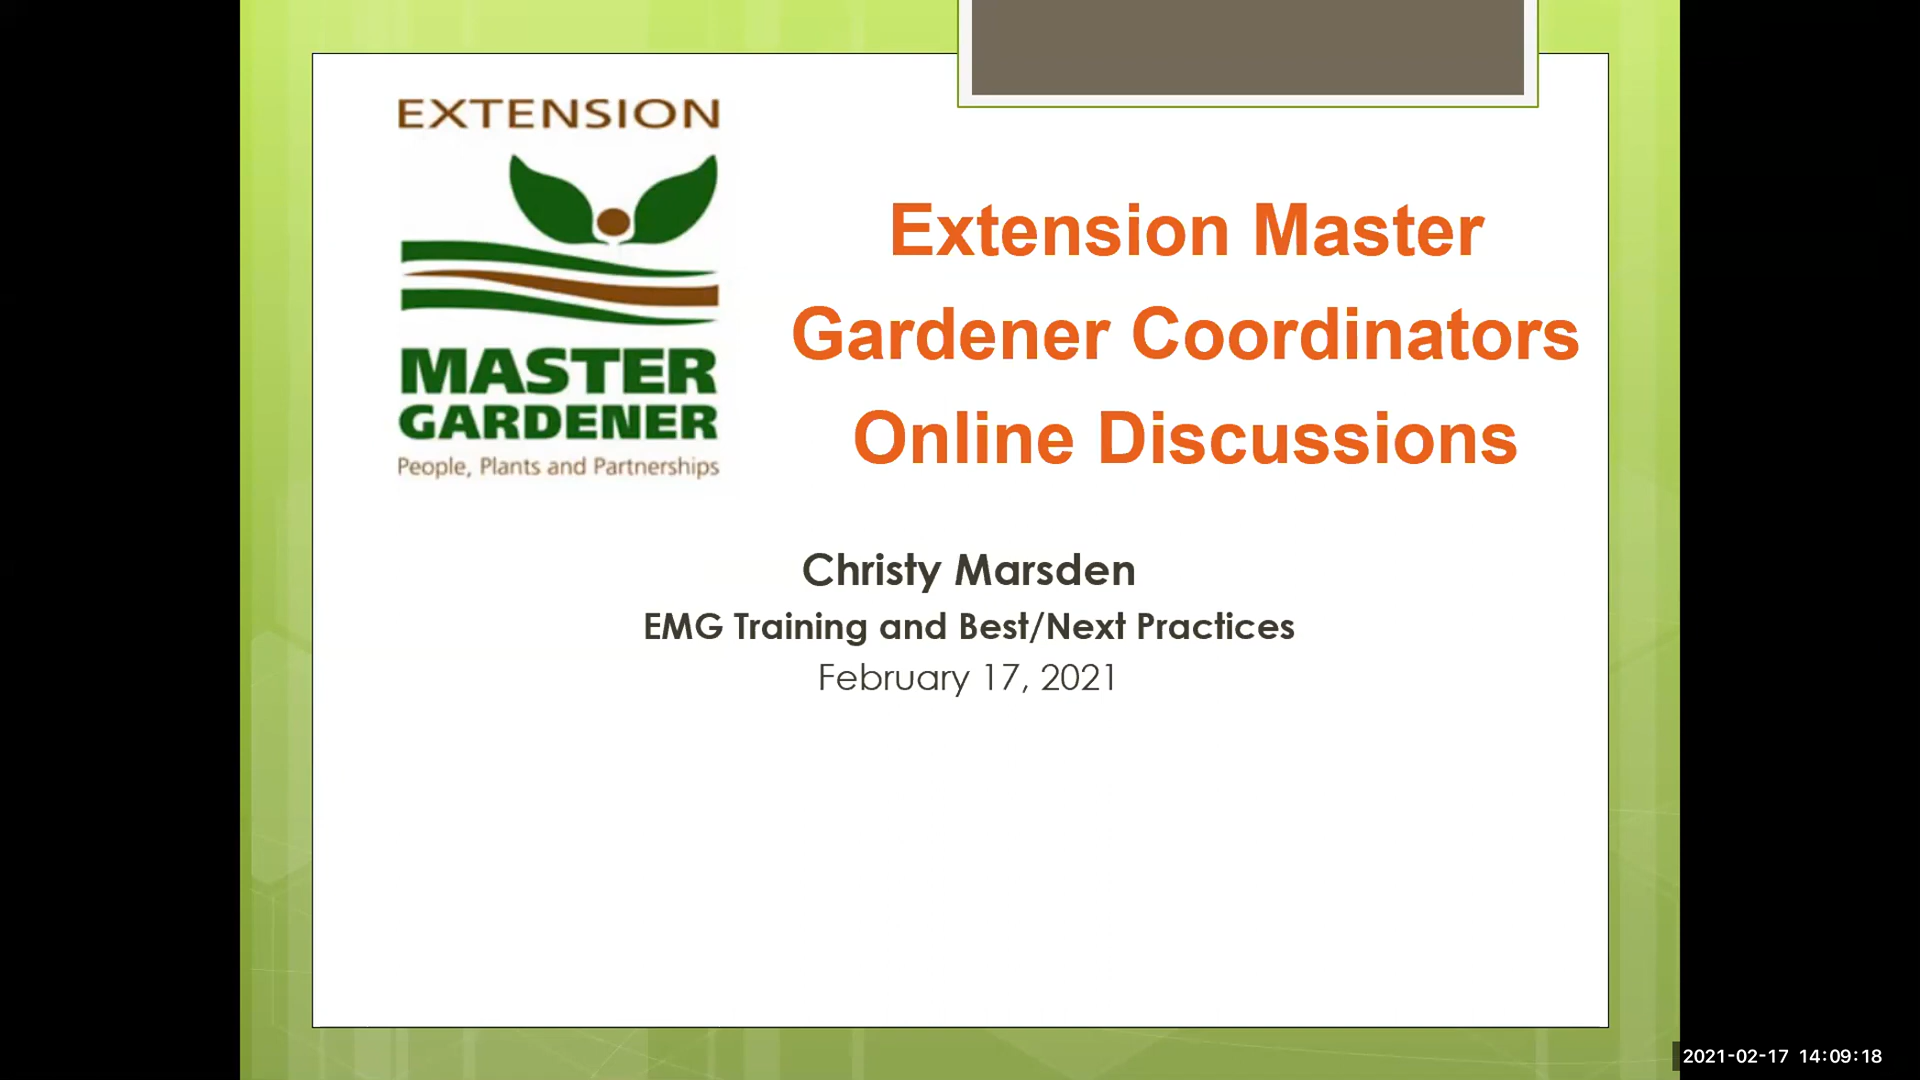 EXTENSION
MASTER
GARDENER
People, Plants and Partnerships
Extension Master
Gardener Coordinators
Online Discussions
Christy Marsden
EMG Training and Best/Next Practices
February 17, 2021
2021-02-17 14:09:18